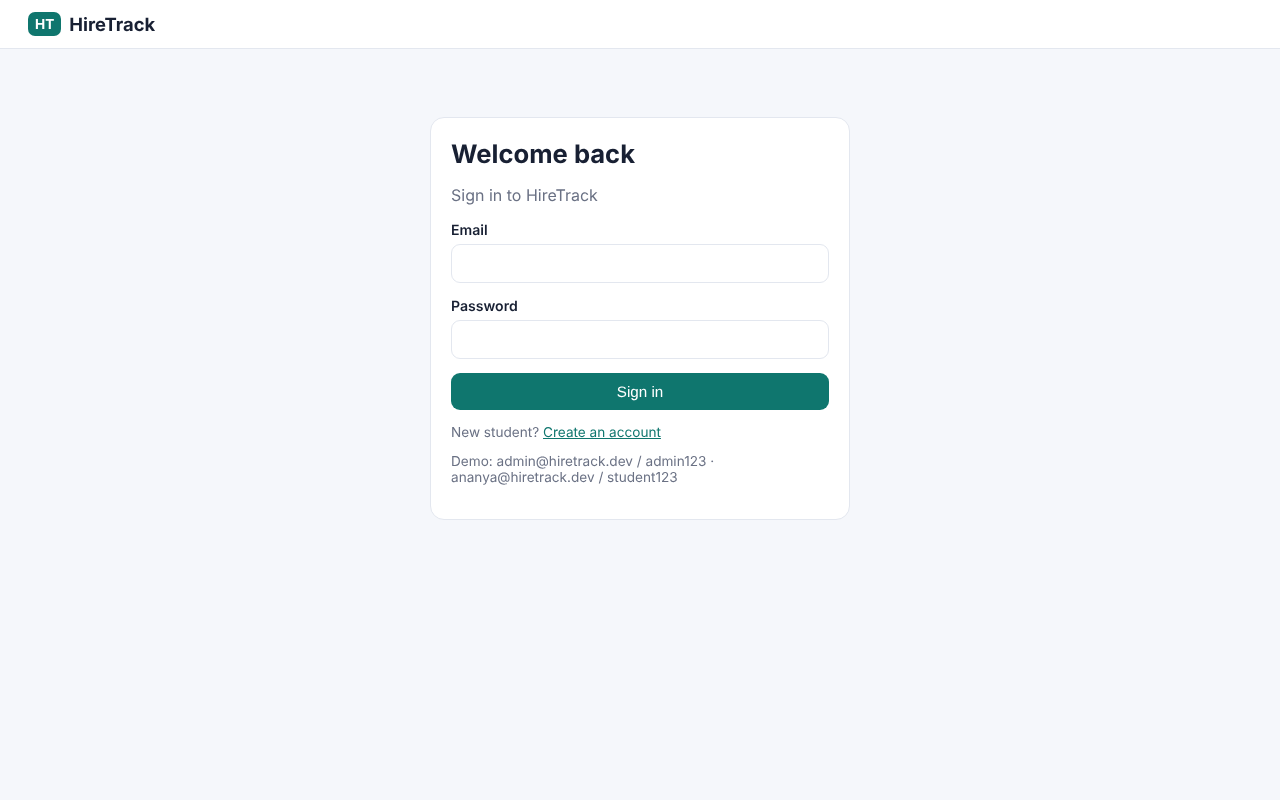 HT HireTrack
Welcome back
Sign in to HireTrack
Email
Password
Sign in
New student? Create an account
Demo: admin@hiretrack.dev / admin123 ·
ananya@hiretrack.dev / student123